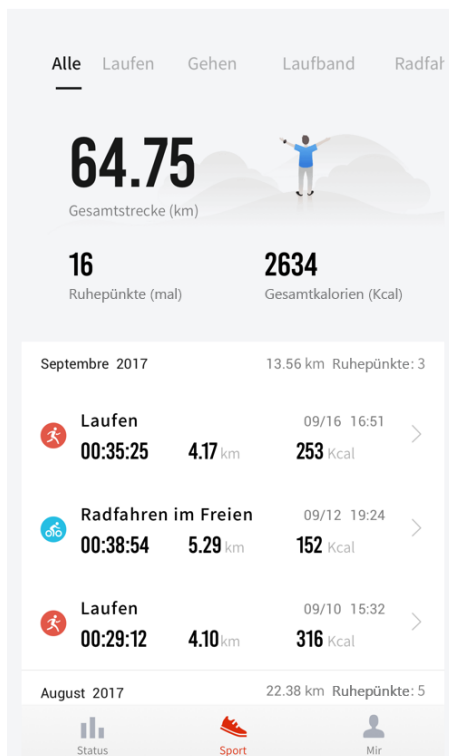 Alle Laufen Gehen Laufband Radfah
64.75
Gesamtstrecke (km)
16 2634
Ruhepünkte (mal) Gesamtkalorien (Kcal)
Septembre 2017 13.56 km Ruhepünkte: 3
Laufen 09/16 16:51
00:35:25 4.17 km 253 Kcal
Radfahren im Freien 09/12 19:24
00:38:54 5.29 km 152 Kcal
Laufen 09/10 15:32
00:29:12 4.10 km 316 Kcal
August 2017 22.38 km Ruhepünkte: 5
Status Sport Mir